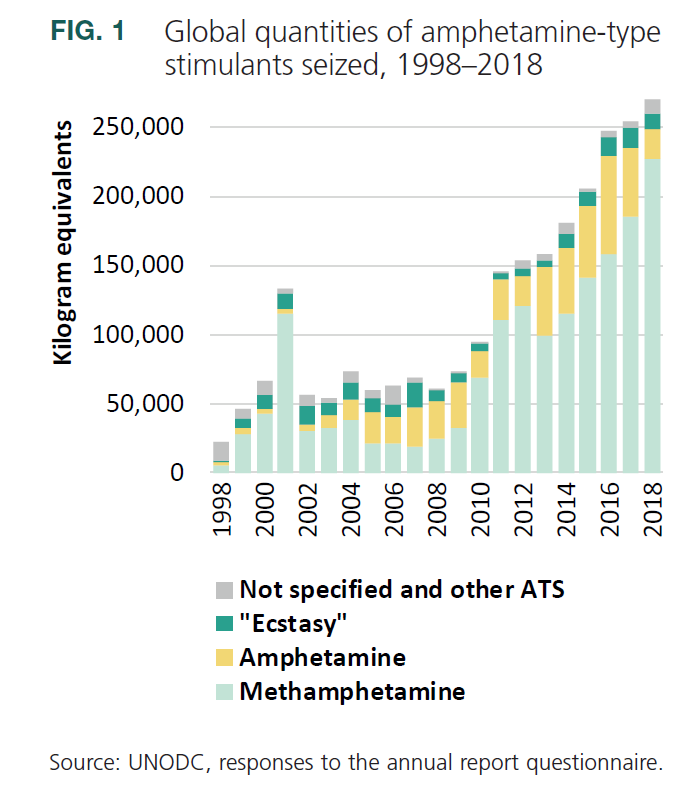 FIG. 1 Global quantities of amphetamine-type
stimulants seized, 1998–2018
Kilogram equivalents
250,000
200,000
150,000
100,000
50,000
0
1998
2000
2002
2004
2006
2008
2010
2012
2014
2016
2018
Not specified and other ATS
"Ecstasy"
Amphetamine
Methamphetamine
Source: UNODC, responses to the annual report questionnaire.